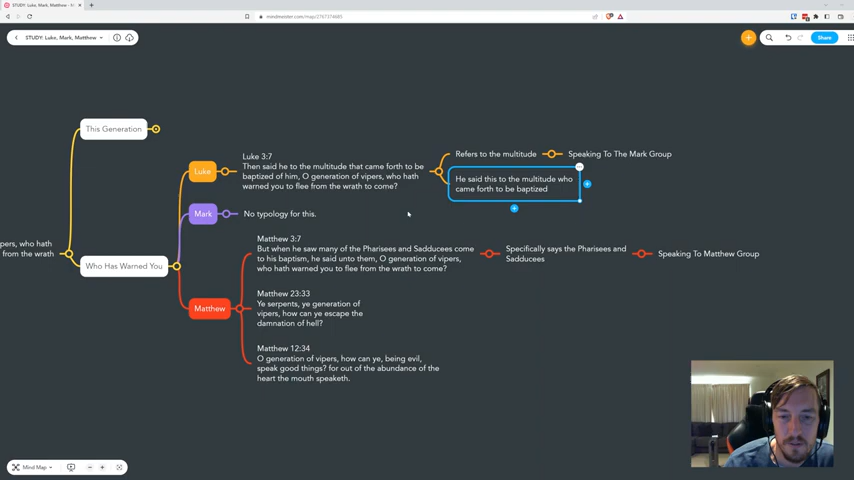 STUDY: Luke, Mark, Matthew - M
mindmeister.com/map/2767374685
STUDY: Luke, Mark, Matthew
Share
This Generation
Luke
Luke 3:7
Then said he to the multitude that came forth to be
baptized of him, O generation of vipers, who hath
warned you to flee from the wrath to come?
Refers to the multitude
Speaking To The Mark Group
He said this to the multitude who
came forth to be baptized
Mark
No typology for this.
pers, who hath
from the wrath
Who Has Warned You
Matthew
Matthew 3:7
But when he saw many of the Pharisees and Sadducees come
to his baptism, he said unto them, O generation of vipers,
who hath warned you to flee from the wrath to come?
Specifically says the Pharisees and
Sadducees
Speaking To Matthew Group
Matthew 23:33
Ye serpents, ye generation of
vipers, how can ye escape the
damnation of hell?
Matthew 12:34
O generation of vipers, how can ye, being evil,
speak good things? for out of the abundance of the
heart the mouth speaketh.
Mind Map